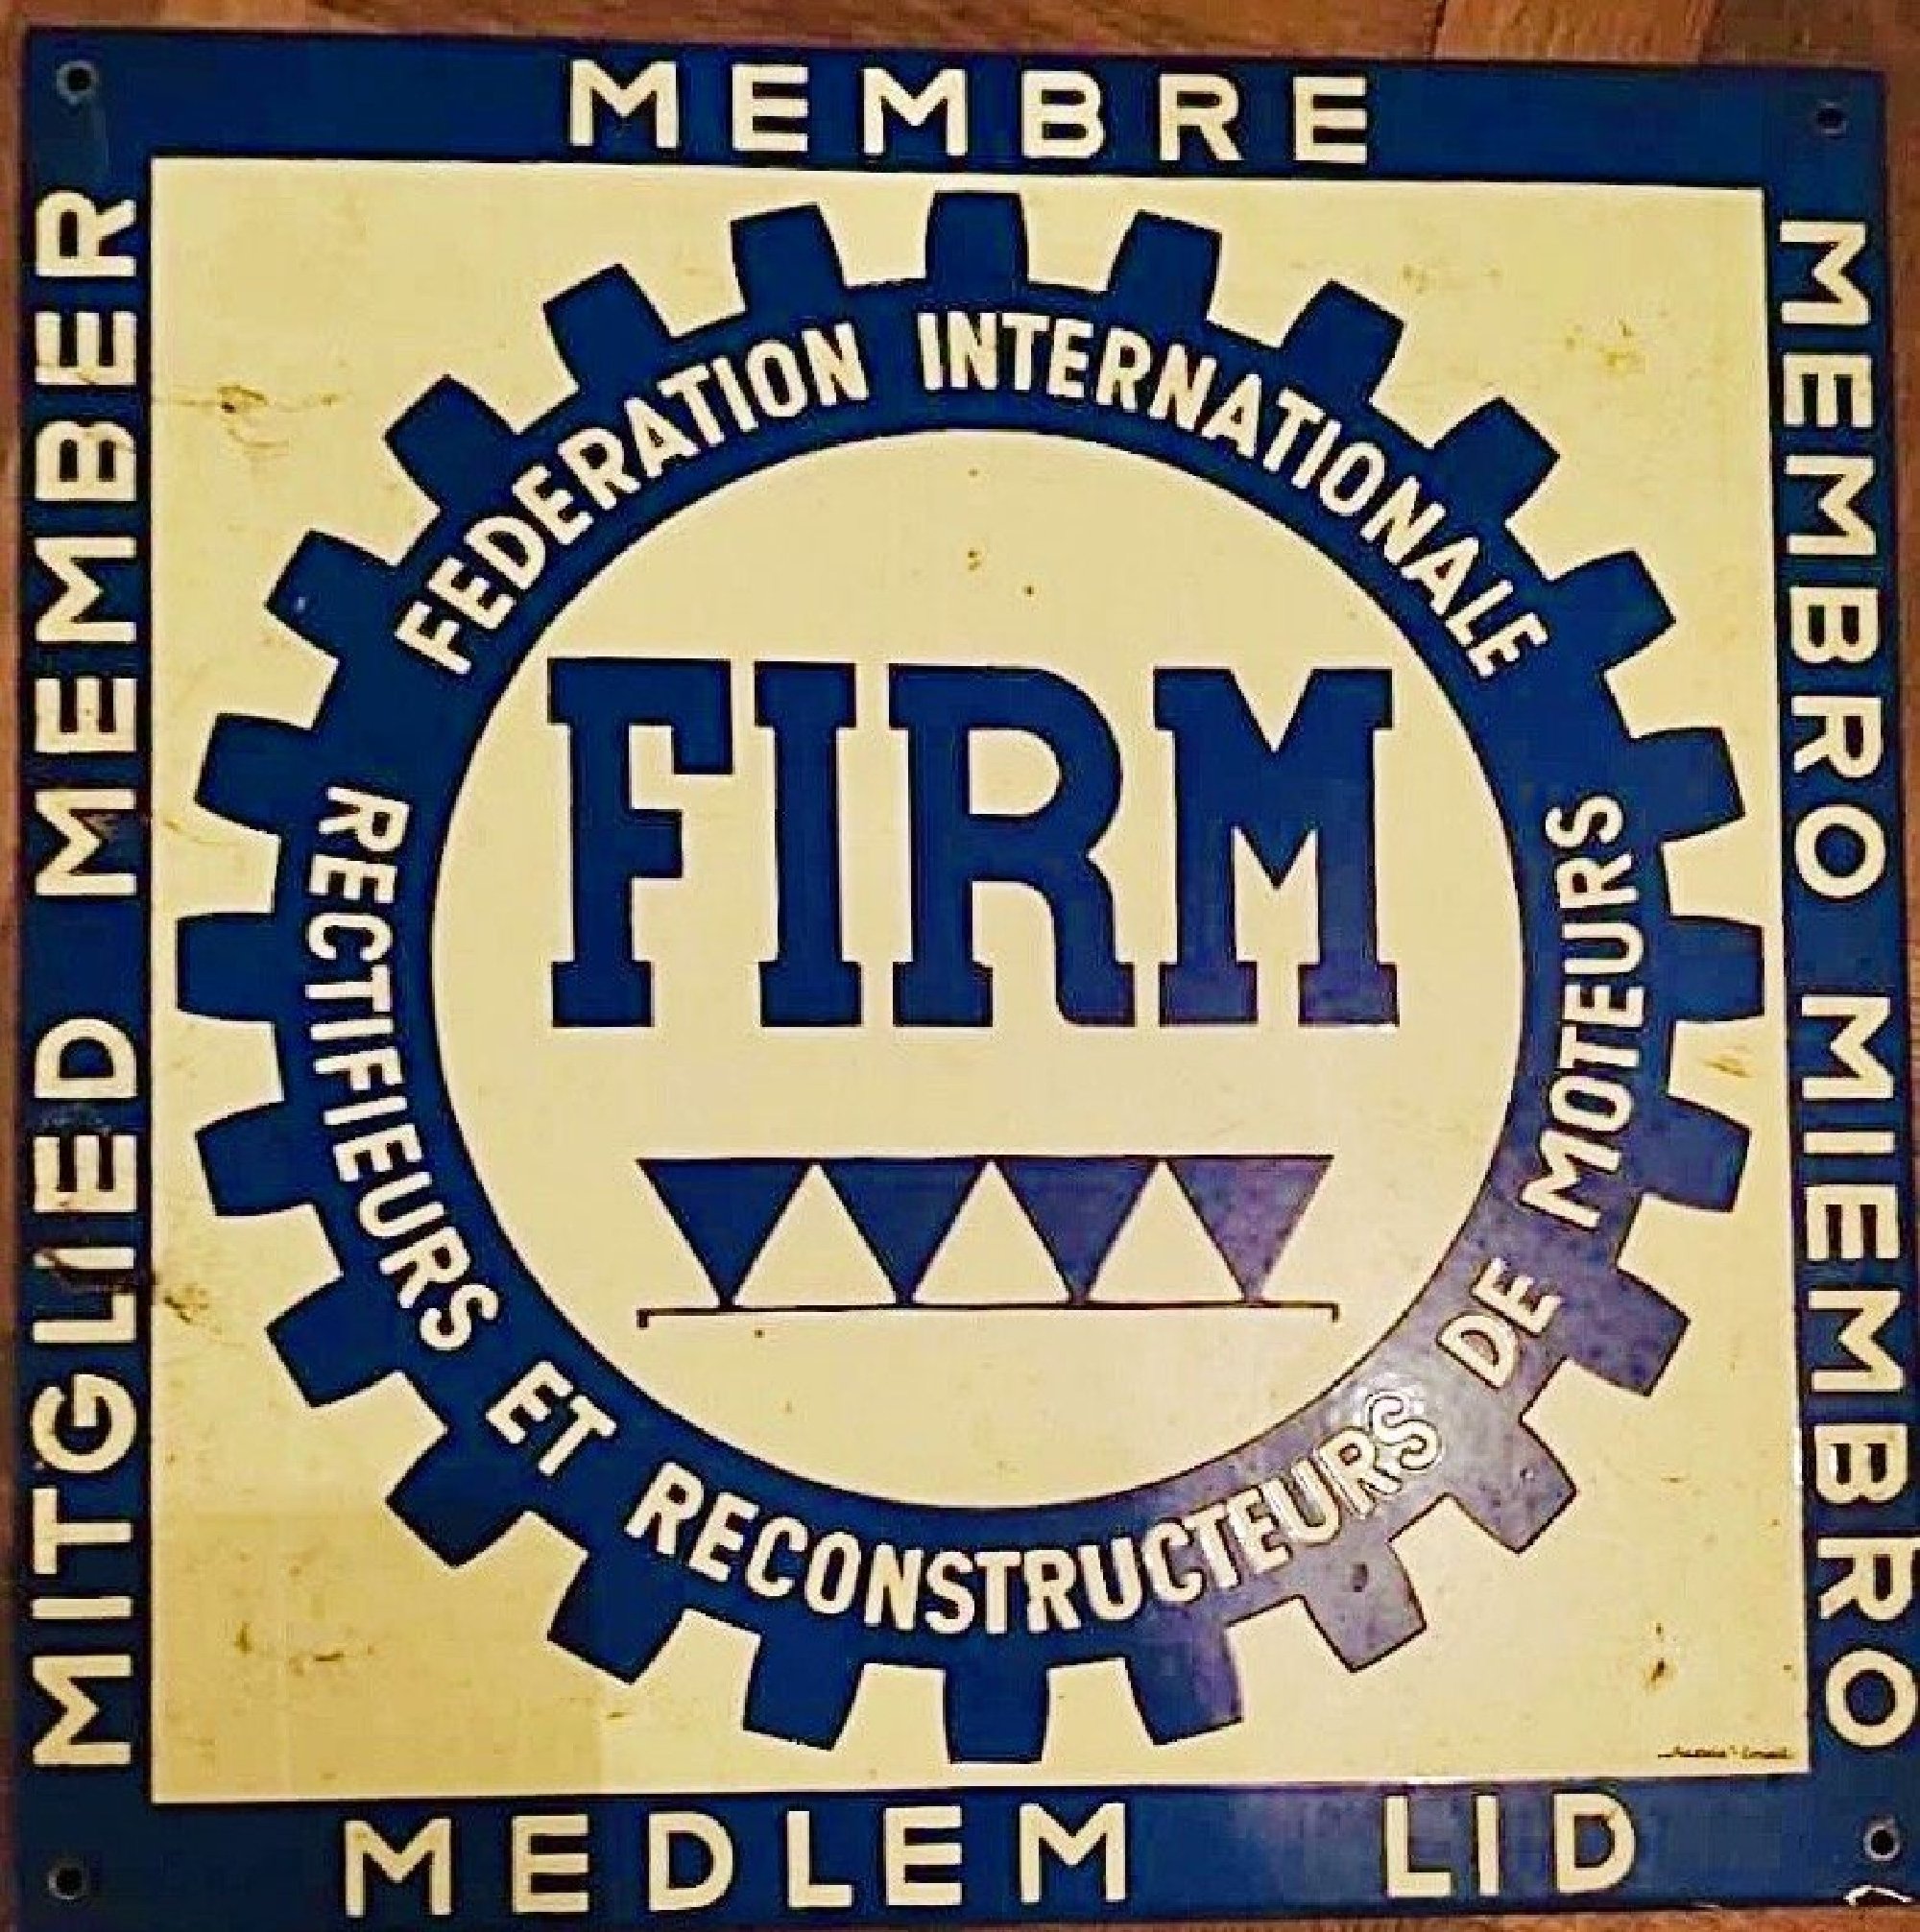 MEMBRE
MITGLIED MEMBER
MEMBRO MIEMBRO
FEDERATION INTERNATIONALE
RECTIFIEURS ET RECONSTRUCTEURS DE MOTEURS
FIRM
MEDLEM LID